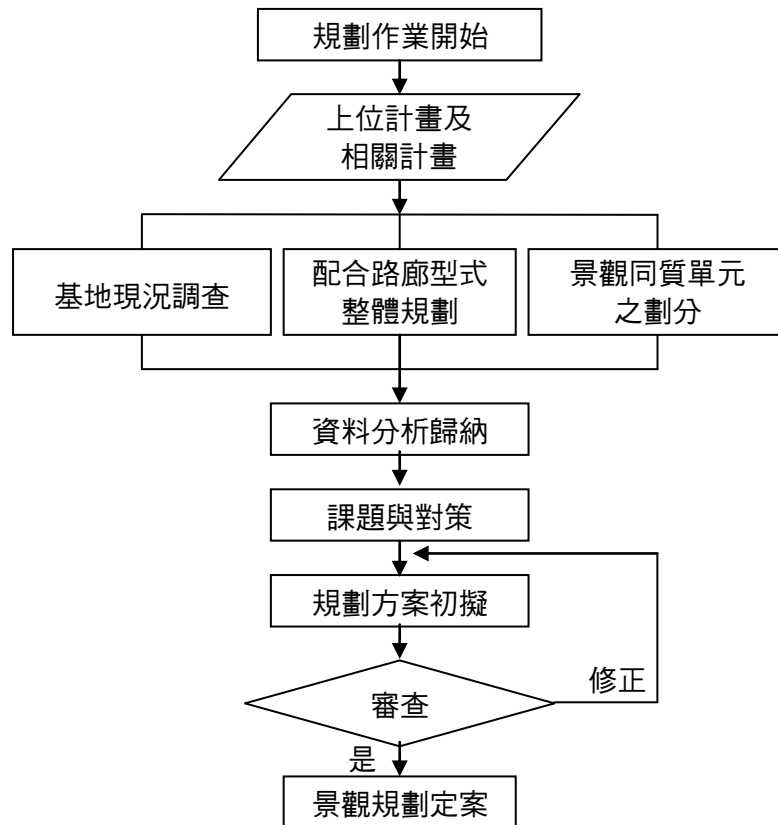 規劃作業開始
上位計畫及
相關計畫
基地現況調查
配合路廊型式
整體規劃
景觀同質單元
之劃分
資料分析歸納
課題與對策
規劃方案初擬
審查
修正
是
景觀規劃定案